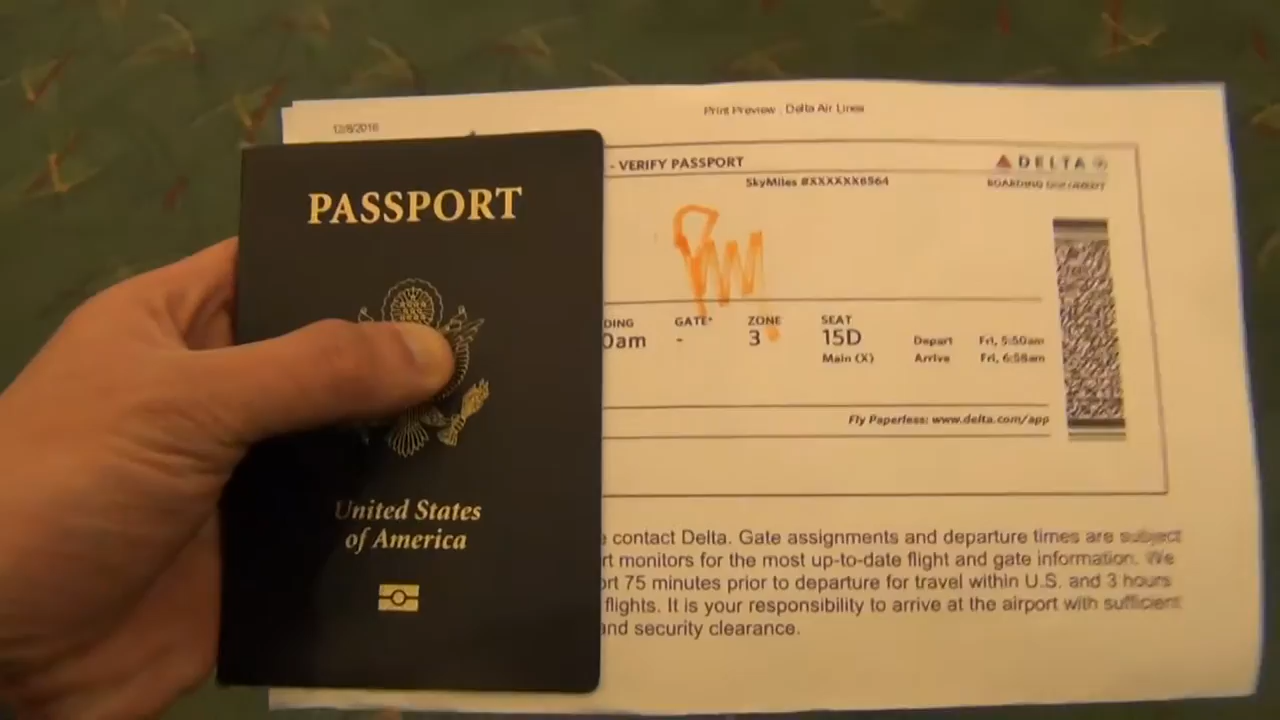 Print Preview : Delta Air Lines
12/8/2016
PASSPORT
United States
of America
- VERIFY PASSPORT
DELTA
SkyMiles #XXXXXX6564
BOARDING DOCUMENT
DING GATE* ZONE SEAT
0am - 3 15D Depart Fri, 5:50am
Main (X) Arrive Fri, 6:58am
Fly Paperless: www.delta.com/app
contact Delta. Gate assignments and departure times are subject
rt monitors for the most up-to-date flight and gate information. We
ort 75 minutes prior to departure for travel within U.S. and 3 hours
flights. It is your responsibility to arrive at the airport with sufficient
and security clearance.